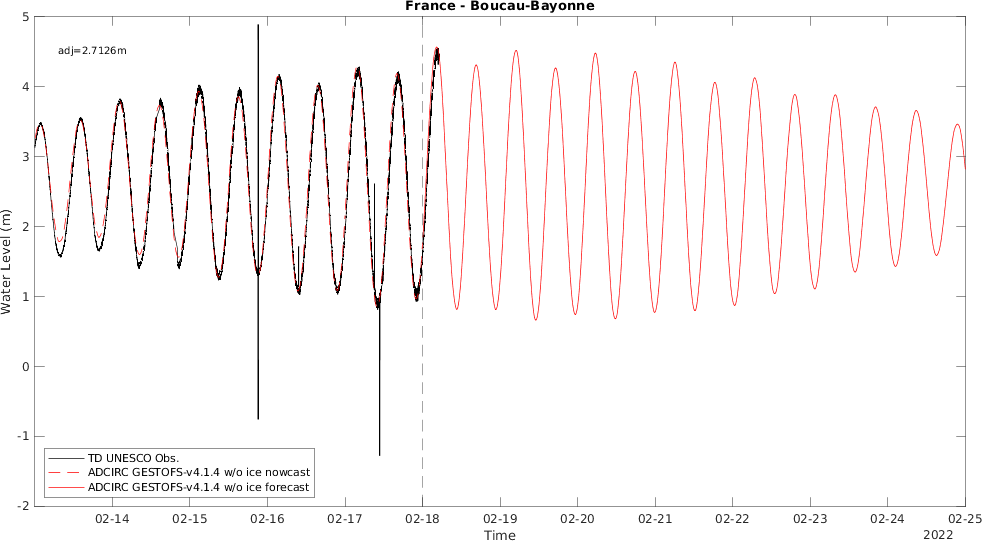 France - Boucau-Bayonne
adj=2.7126m
Water Level (m)
5
4
3
2
1
0
-1
-2
TD UNESCO Obs.
ADCIRC GESTOFS-v4.1.4 w/o ice nowcast
ADCIRC GESTOFS-v4.1.4 w/o ice forecast
02-14 02-15 02-16 02-17 02-18 02-19 02-20 02-21 02-22 02-23 02-24 02-25
Time
2022